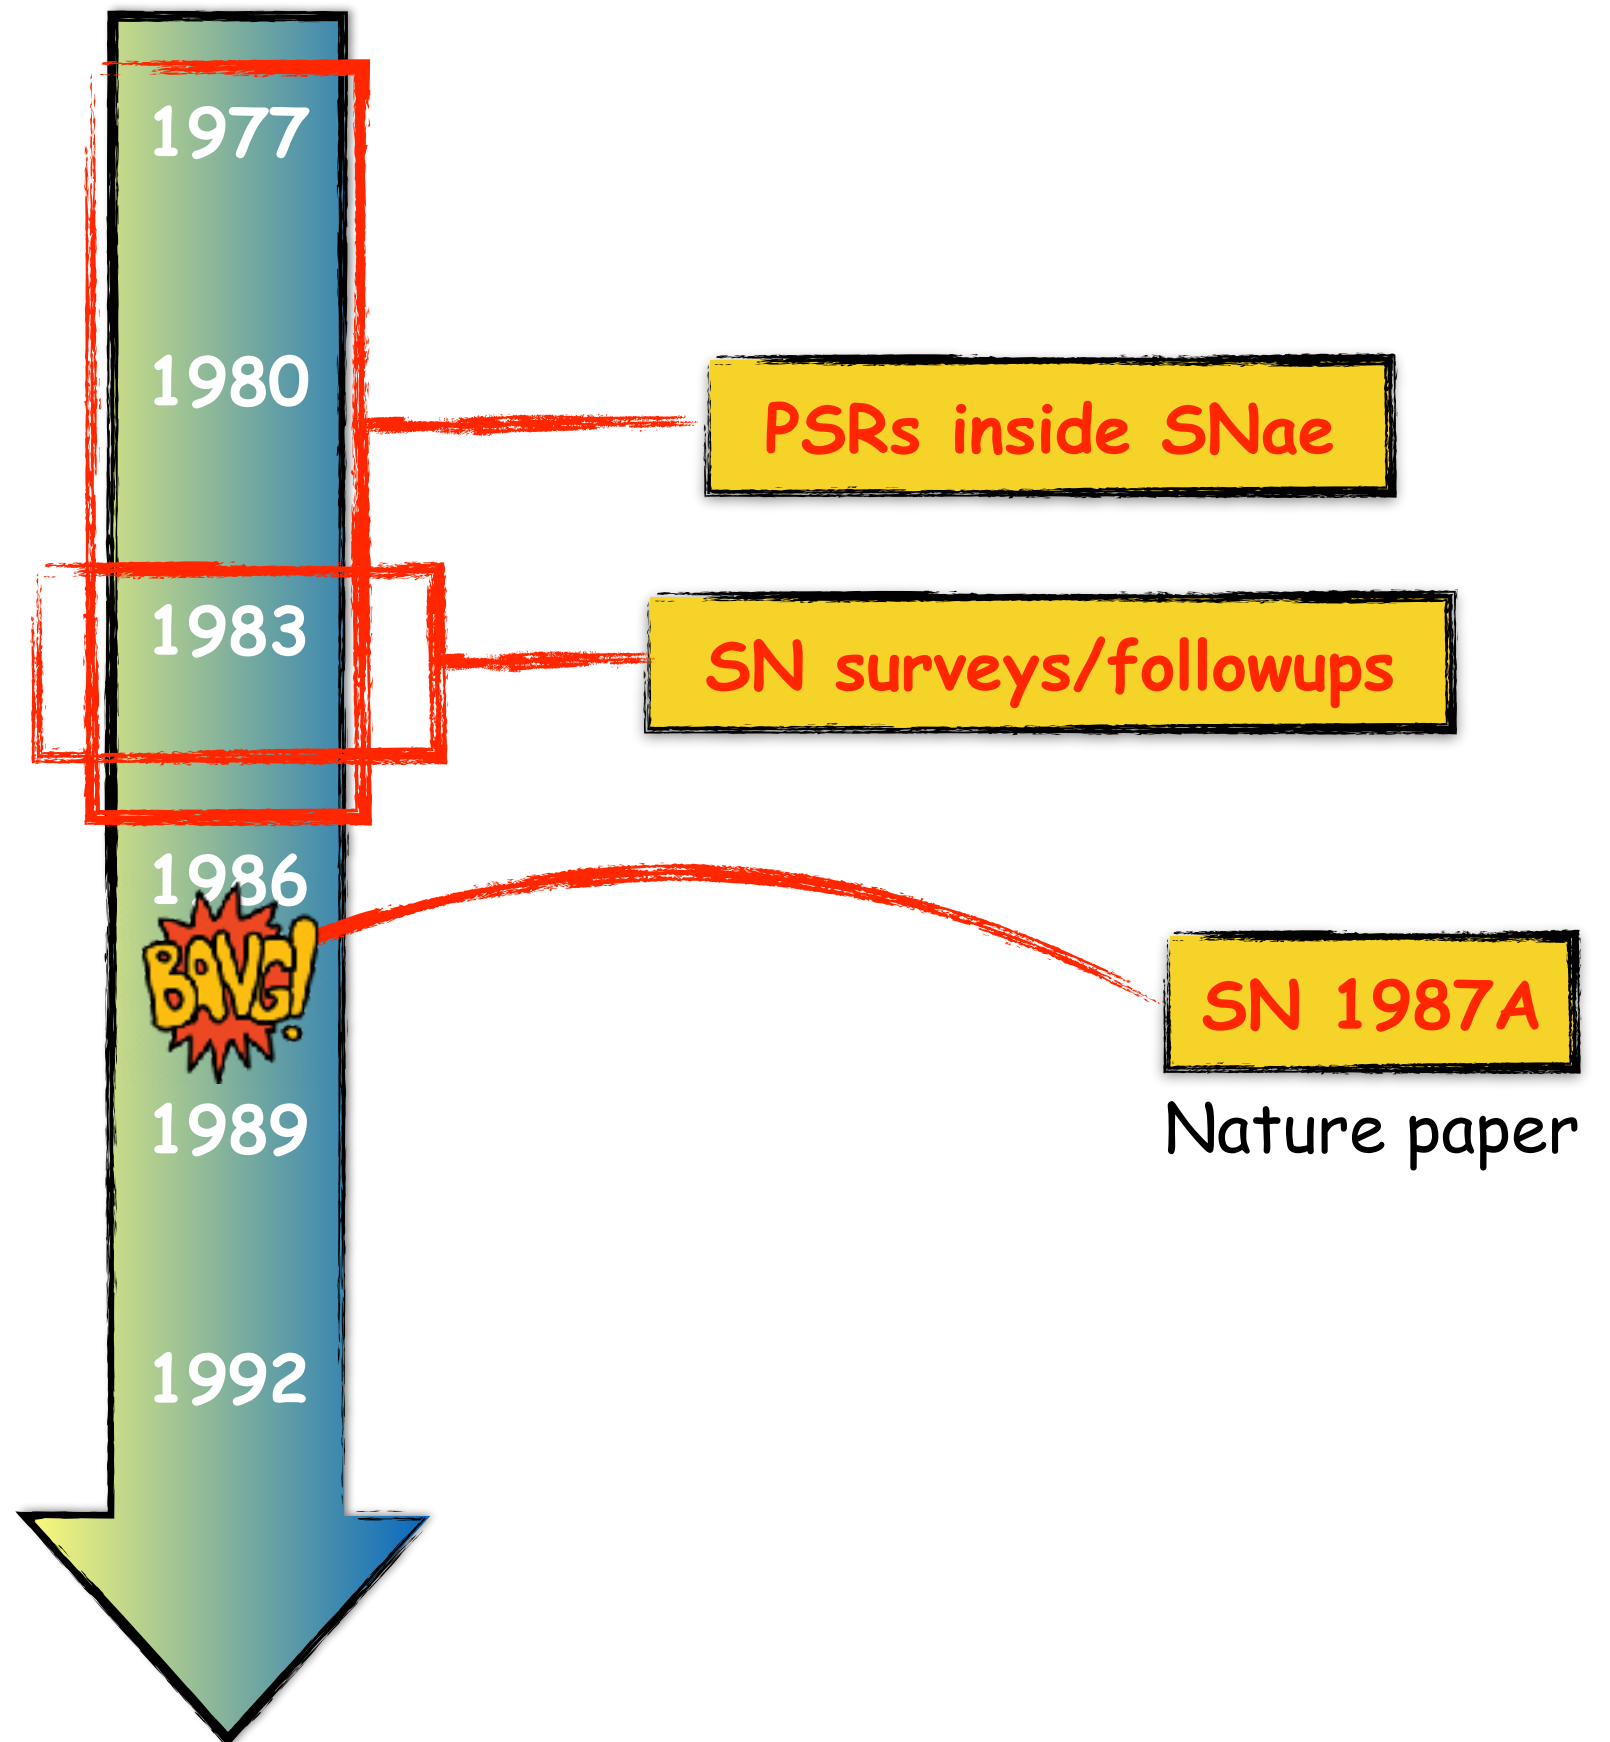 1977
1980
PSRs inside SNae
1983
SN surveys/followups
1986
BANG!
SN 1987A
1989
Nature paper
1992